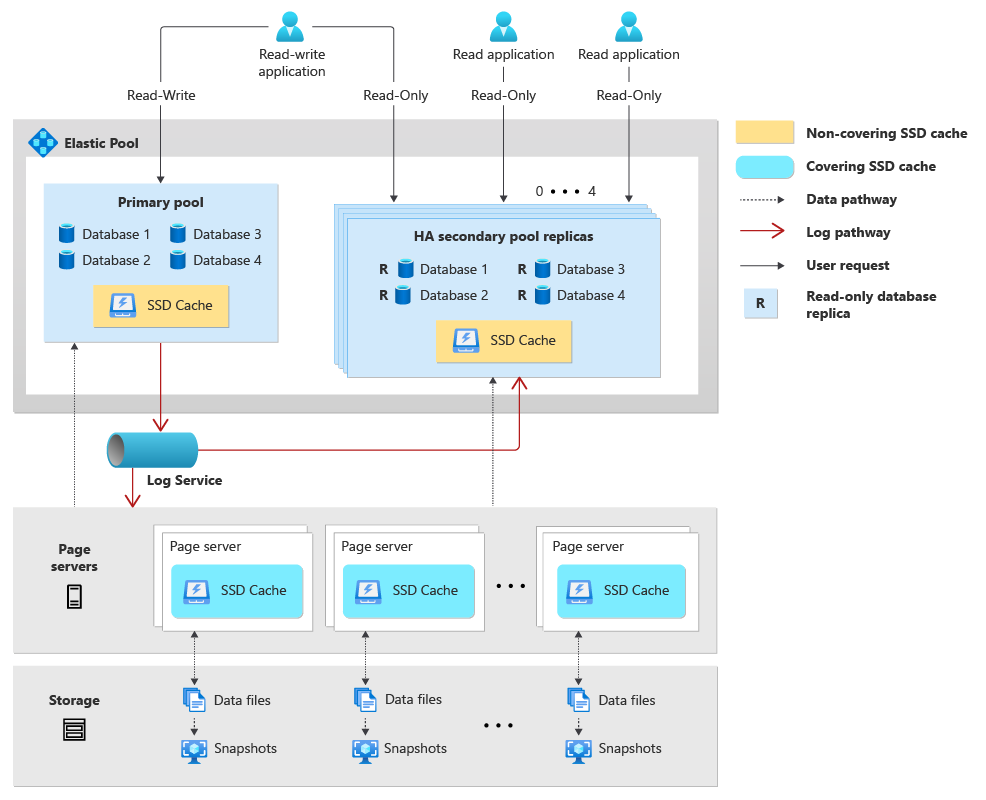 Read-write
application
Read application
Read application
Read-Write
Read-Only
Read-Only
Read-Only
Elastic Pool
Non-covering SSD cache
Covering SSD cache
Data pathway
Log pathway
User request
R
Read-only database
replica
0 • • • 4
Primary pool
Database 1
Database 3
Database 2
Database 4
SSD Cache
HA secondary pool replicas
R Database 1
R Database 3
R Database 2
R Database 4
SSD Cache
Log Service
Page
servers
Page server
SSD Cache
Page server
SSD Cache
• • •
Page server
SSD Cache
Storage
Data files
Snapshots
Data files
Snapshots
• • •
Data files
Snapshots